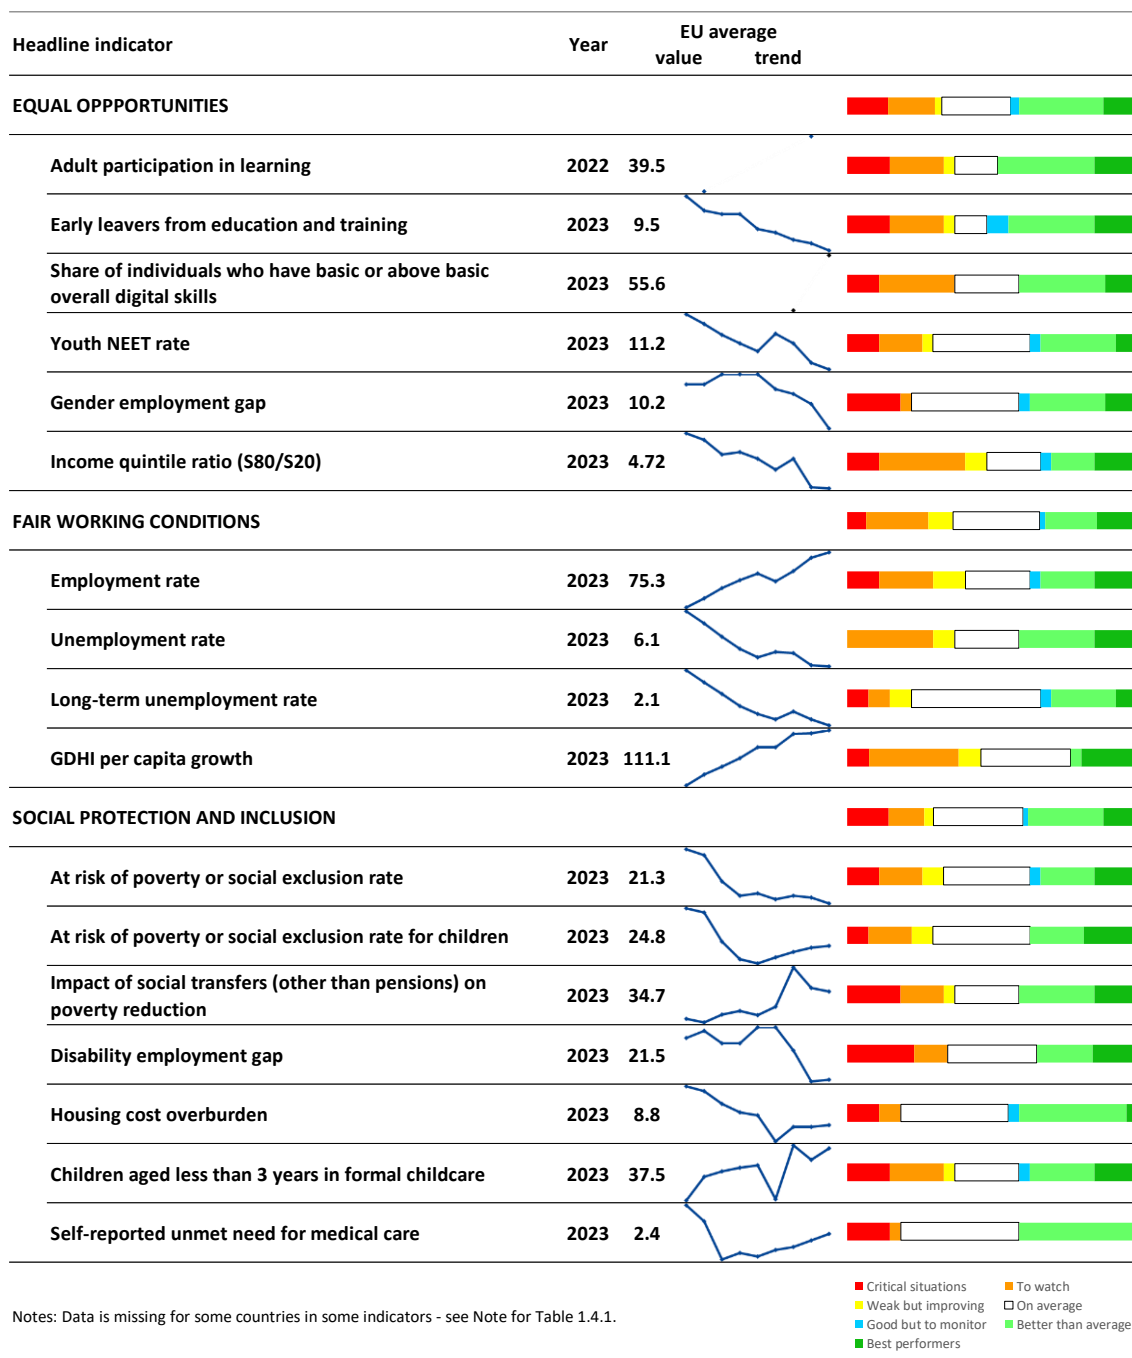 Headline indicator Year EU average
value trend
EQUAL OPPPORTUNITIES
Adult participation in learning 2022 39.5
Early leavers from education and training 2023 9.5
Share of individuals who have basic or above basic
overall digital skills 2023 55.6
Youth NEET rate 2023 11.2
Gender employment gap 2023 10.2
Income quintile ratio (S80/S20) 2023 4.72
FAIR WORKING CONDITIONS
Employment rate 2023 75.3
Unemployment rate 2023 6.1
Long-term unemployment rate 2023 2.1
GDHI per capita growth 2023 111.1
SOCIAL PROTECTION AND INCLUSION
At risk of poverty or social exclusion rate 2023 21.3
At risk of poverty or social exclusion rate for children 2023 24.8
Impact of social transfers (other than pensions) on
poverty reduction 2023 34.7
Disability employment gap 2023 21.5
Housing cost overburden 2023 8.8
Children aged less than 3 years in formal childcare 2023 37.5
Self-reported unmet need for medical care 2023 2.4
Critical situations To watch
Weak but improving On average
Good but to monitor Better than average
Best performers
Notes: Data is missing for some countries in some indicators - see Note for Table 1.4.1.